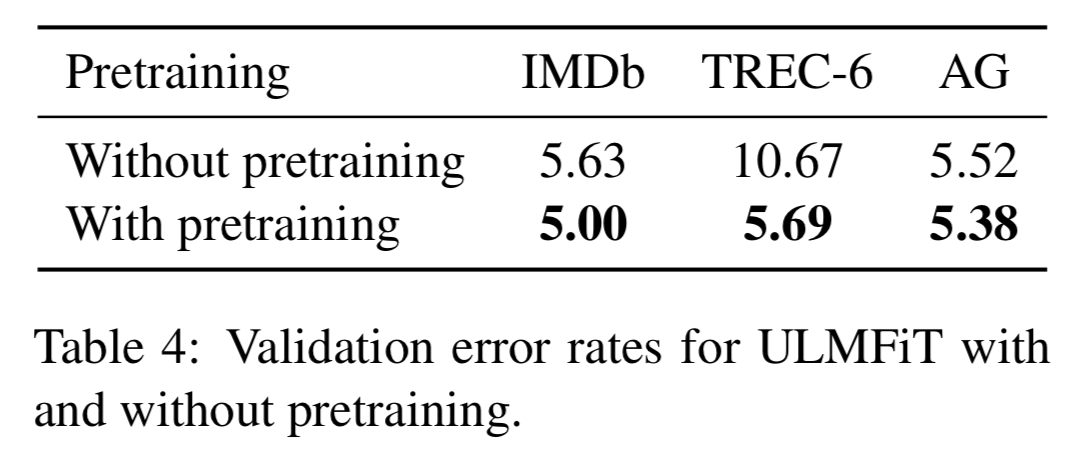 Pretraining IMDb TREC-6 AG
Without pretraining 5.63 10.67 5.52
With pretraining 5.00 5.69 5.38
Table 4: Validation error rates for ULMFiT with
and without pretraining.